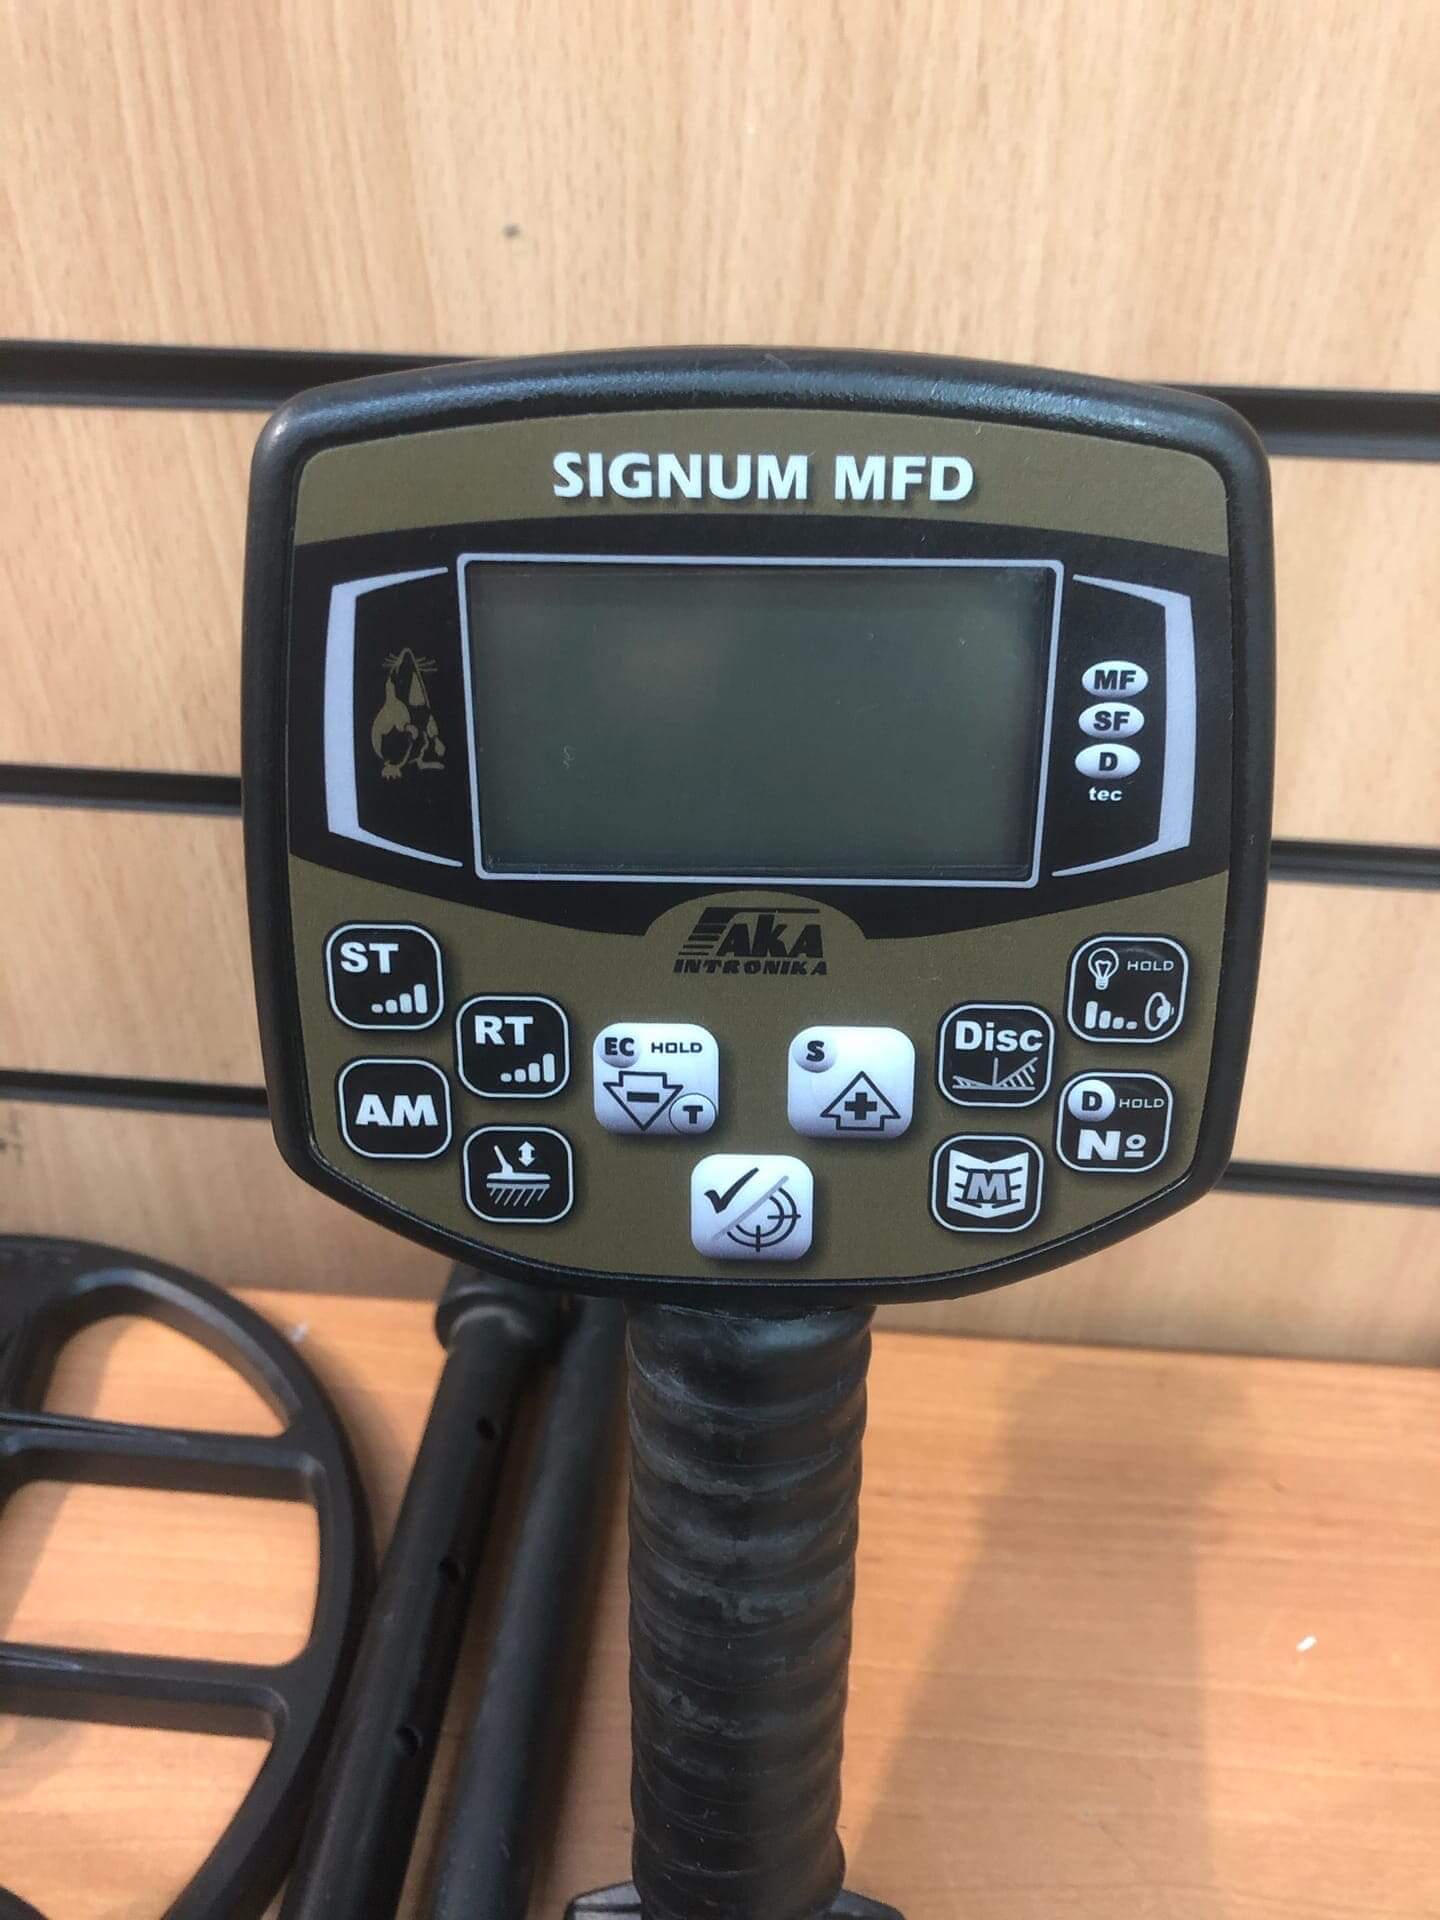 SIGNUM MFD
MF
SF
D
tec
AKA
INTRONIKA
ST
HOLD
RT
EC HOLD
- T
S
+
Disc
AM
D HOLD
Nº
M